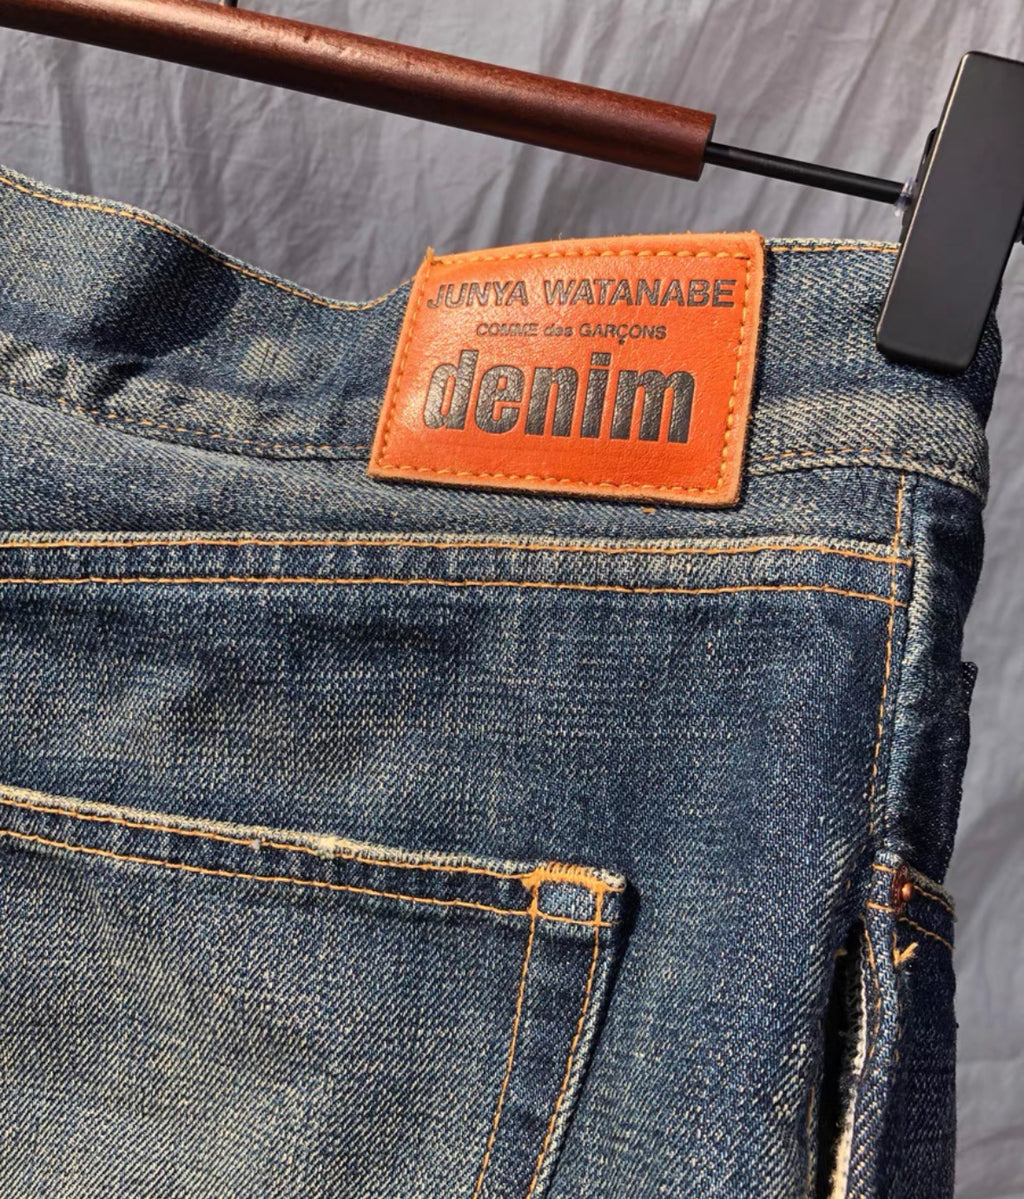 JUNYA WATANABE
COMME des GARÇONS
denim